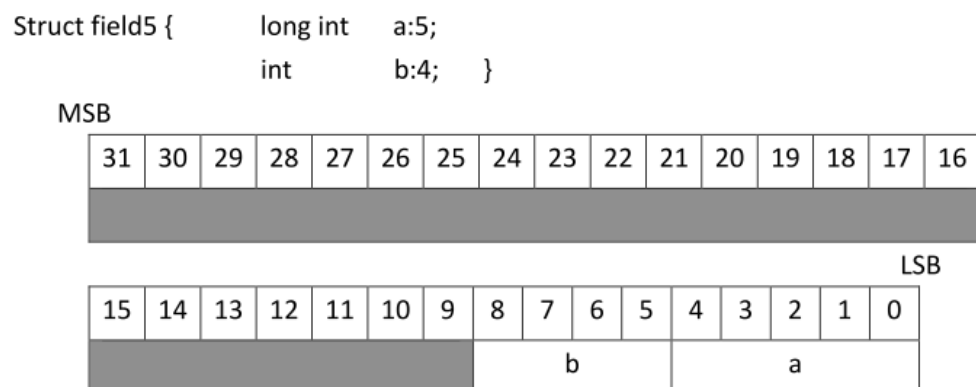 Struct field5 { long int a:5;
int b:4; }
MSB
31 30 29 28 27 26 25 24 23 22 21 20 19 18 17 16
LSB
15 14 13 12 11 10 9 8 7 6 5 4 3 2 1 0
b a